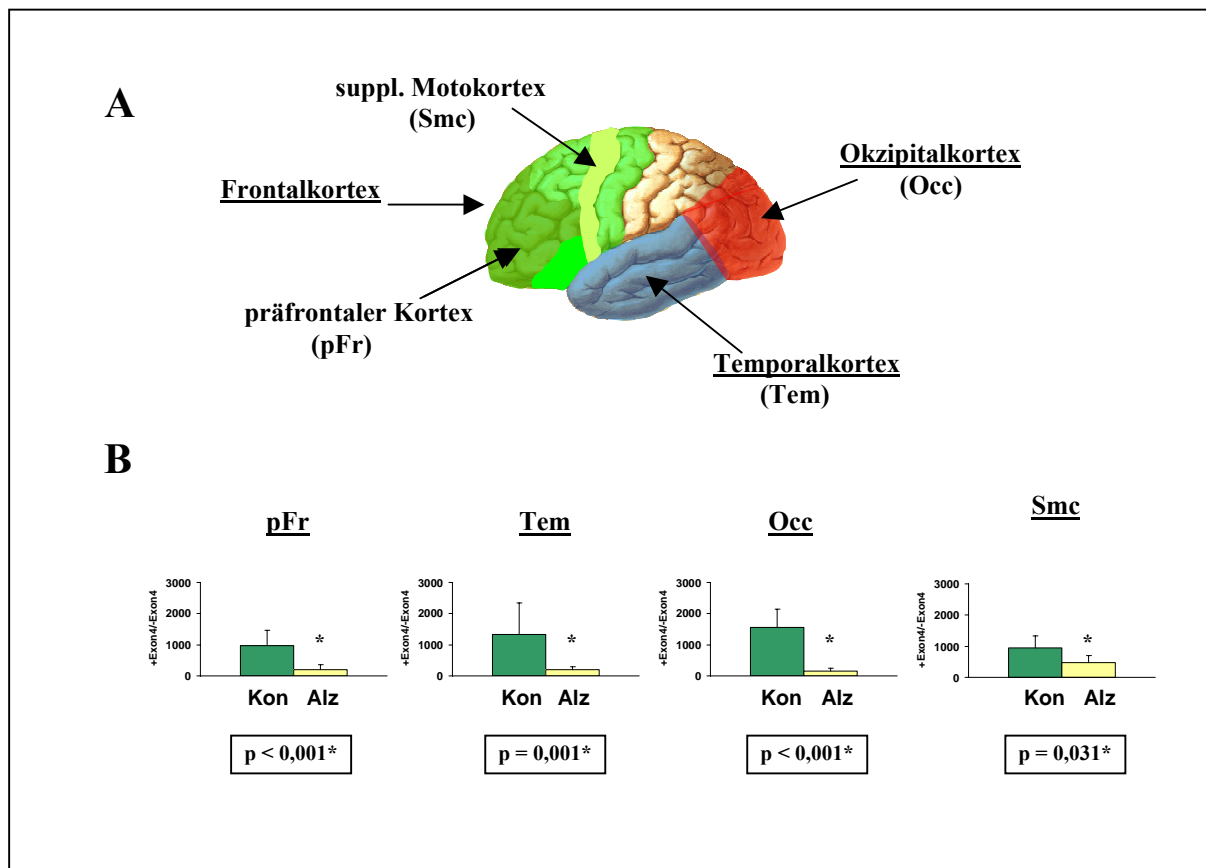 A
suppl. Motokortex
(Smc)
Frontalkortex
Okzipitalkortex
(Occ)
präfrontaler Kortex
(pFr)
Temporalkortex
(Tem)
B
pFr
+Exon4/-Exon4
3000
2000
1000
0
*
Kon Alz
p < 0,001*
Tem
+Exon4/-Exon4
3000
2000
1000
0
*
Kon Alz
p = 0,001*
Occ
+Exon4/-Exon4
3000
2000
1000
0
*
Kon Alz
p < 0,001*
Smc
+Exon4/-Exon4
3000
2000
1000
0
*
Kon Alz
p = 0,031*